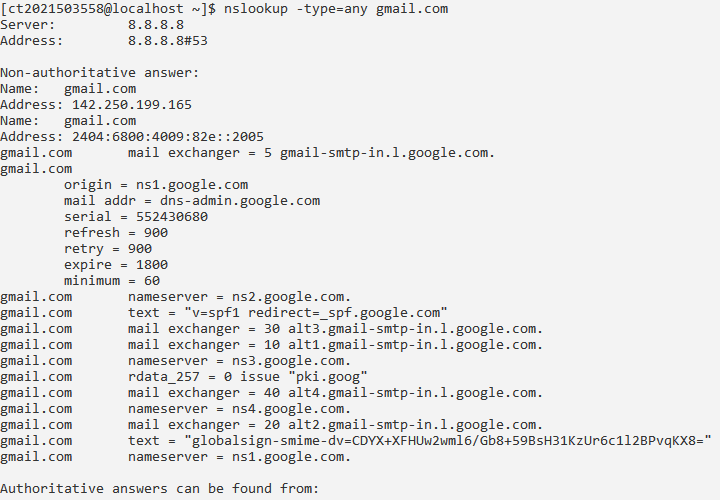 [ct2021503558@localhost ~]$ nslookup -type=any gmail.com
Server:         8.8.8.8
Address:        8.8.8.8#53

Non-authoritative answer:
Name:   gmail.com
Address: 142.250.199.165
Name:   gmail.com
Address: 2404:6800:4009:82e::2005
gmail.com       mail exchanger = 5 gmail-smtp-in.l.google.com.
gmail.com
        origin = ns1.google.com
        mail addr = dns-admin.google.com
        serial = 552430680
        refresh = 900
        retry = 900
        expire = 1800
        minimum = 60
gmail.com       nameserver = ns2.google.com.
gmail.com       text = "v=spf1 redirect=_spf.google.com"
gmail.com       mail exchanger = 30 alt3.gmail-smtp-in.l.google.com.
gmail.com       mail exchanger = 10 alt1.gmail-smtp-in.l.google.com.
gmail.com       nameserver = ns3.google.com.
gmail.com       rdata_257 = 0 issue "pki.goog"
gmail.com       mail exchanger = 40 alt4.gmail-smtp-in.l.google.com.
gmail.com       nameserver = ns4.google.com.
gmail.com       mail exchanger = 20 alt2.gmail-smtp-in.l.google.com.
gmail.com       text = "globalsign-smime-dv=CDYX+XFHUw2wml6/Gb8+59BsH31KzUr6c1l2BPvqKX8="
gmail.com       nameserver = ns1.google.com.

Authoritative answers can be found from: